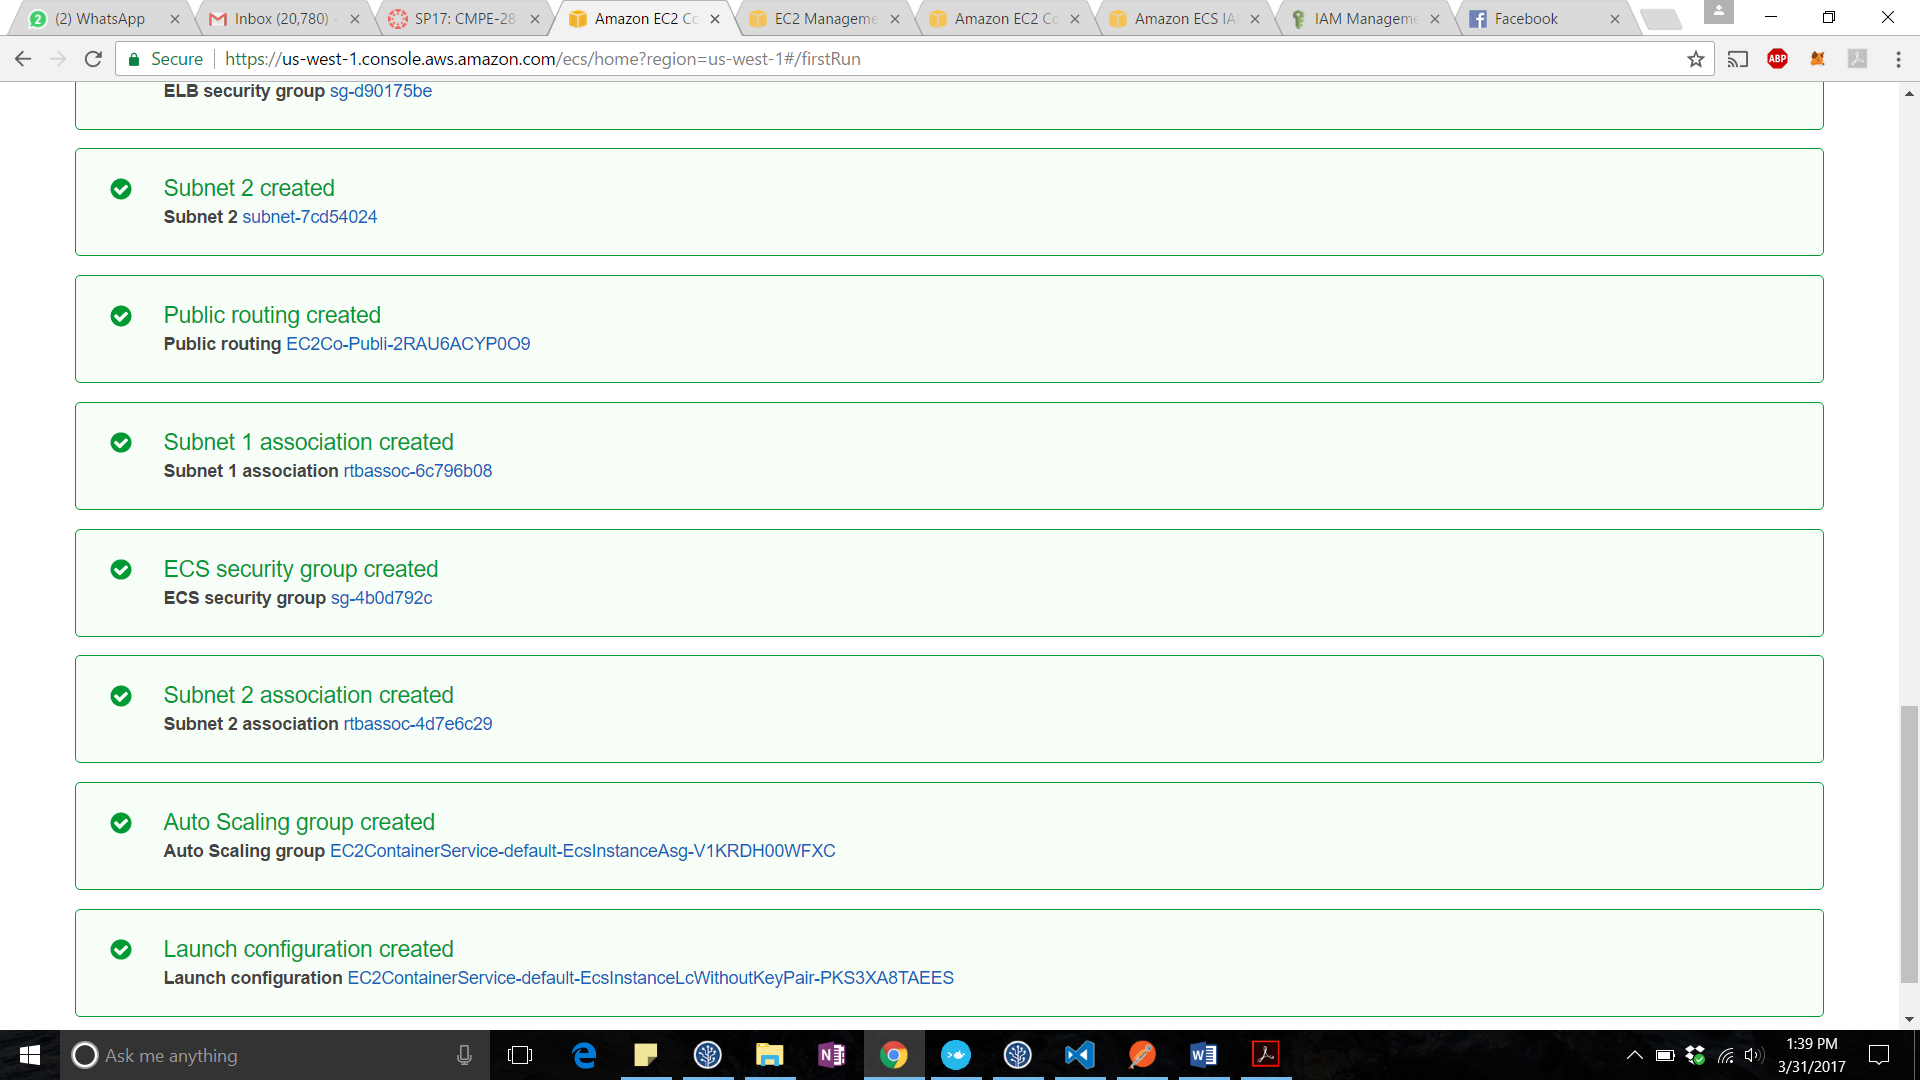 (2) WhatsApp
Inbox (20,780) -
SP17: CMPE-28
Amazon EC2 Co
EC2 Manageme
Amazon EC2 Co
Amazon ECS IA
IAM Manageme
Facebook
Secure
https://us-west-1.console.aws.amazon.com/ecs/home?region=us-west-1#/firstRun
ABP
ELB security group sg-d90175be
Subnet 2 created
Subnet 2 subnet-7cd54024
Public routing created
Public routing EC2Co-Publi-2RAU6ACYP0O9
Subnet 1 association created
Subnet 1 association rtbassoc-6c796b08
ECS security group created
ECS security group sg-4b0d792c
Subnet 2 association created
Subnet 2 association rtbassoc-4d7e6c29
Auto Scaling group created
Auto Scaling group EC2ContainerService-default-EcsInstanceAsg-V1KRDH00WFXC
Launch configuration created
Launch configuration EC2ContainerService-default-EcsInstanceLcWithoutKeyPair-PKS3XA8TAEES
Ask me anything
1:39 PM
3/31/2017